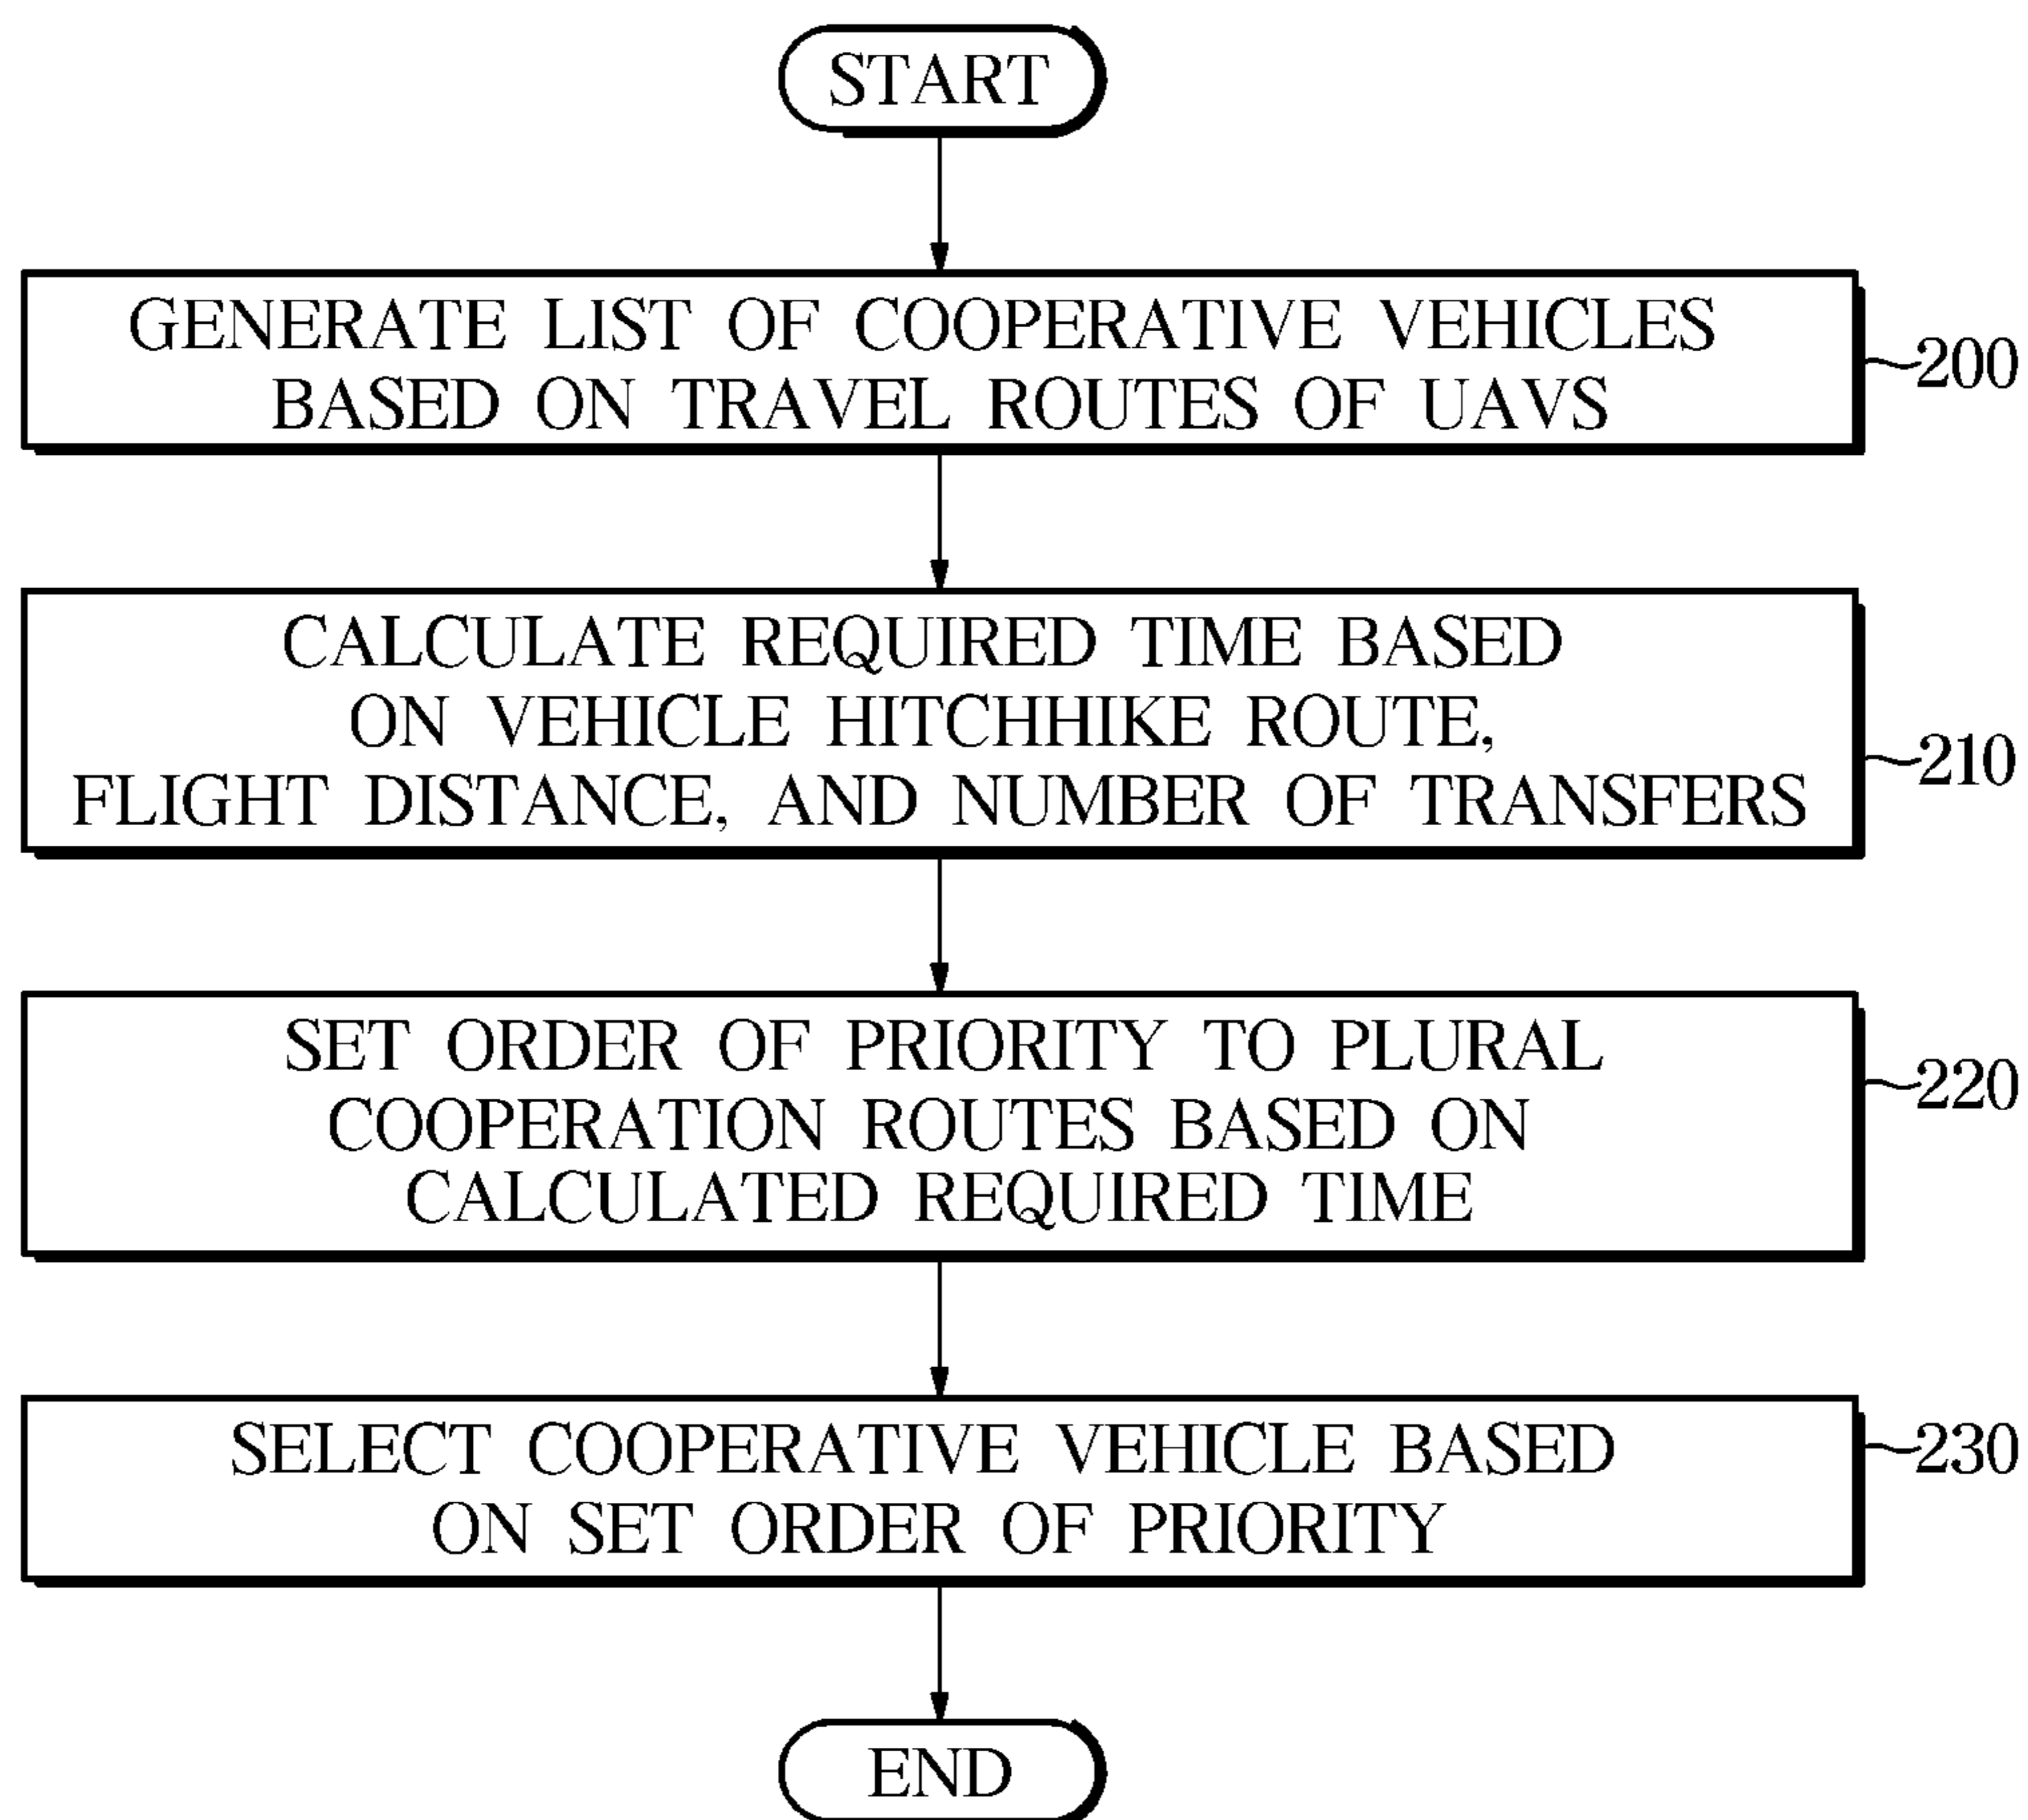 START
GENERATE LIST OF COOPERATIVE VEHICLES
BASED ON TRAVEL ROUTES OF UAVS
200
CALCULATE REQUIRED TIME BASED
ON VEHICLE HITCHHIKE ROUTE,
FLIGHT DISTANCE, AND NUMBER OF TRANSFERS
210
SET ORDER OF PRIORITY TO PLURAL
COOPERATION ROUTES BASED ON
CALCULATED REQUIRED TIME
220
SELECT COOPERATIVE VEHICLE BASED
ON SET ORDER OF PRIORITY
230
END